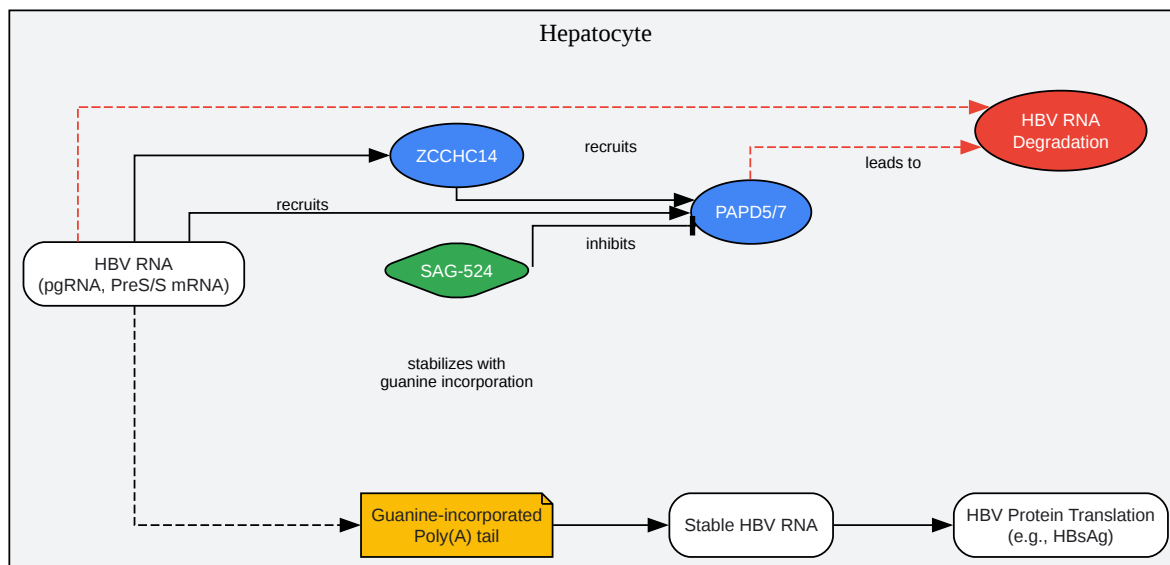 Hepatocyte
HBV RNA
Degradation
ZCCHC14
recruits
leads to
recruits
PAPD5/7
inhibits
HBV RNA
(pgRNA, PreS/S mRNA)
SAG-524
stabilizes with
guanine incorporation
Guanine-incorporated
Poly(A) tail
Stable HBV RNA
HBV Protein Translation
(e.g., HBsAg)